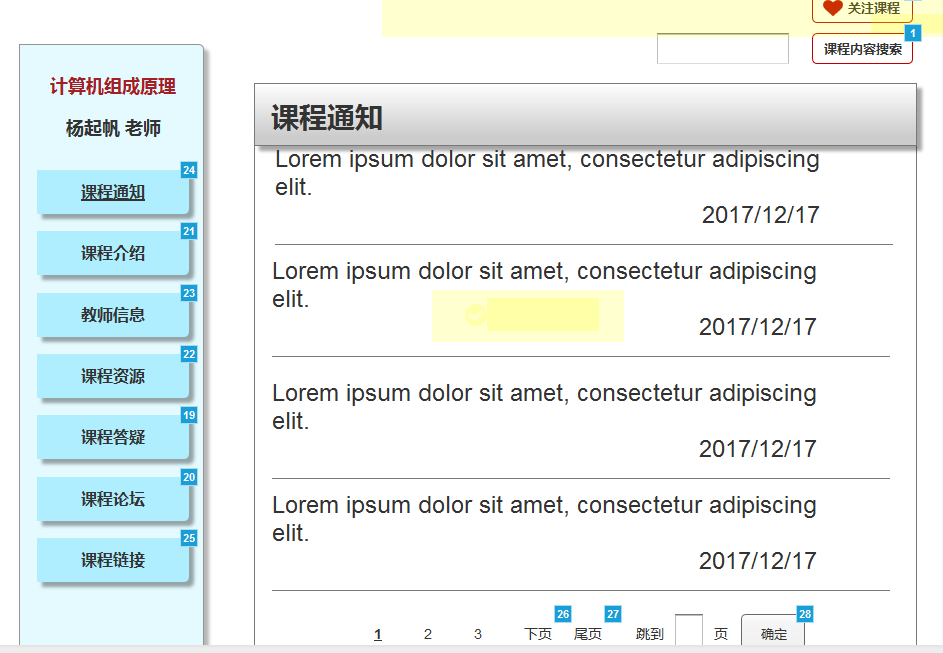 关注课程
1
课程内容搜索
计算机组成原理
杨起帆 老师
24
课程通知
21
课程介绍
23
教师信息
22
课程资源
19
课程答疑
20
课程论坛
25
课程链接
课程通知
Lorem ipsum dolor sit amet, consectetur adipiscing
elit.
2017/12/17
Lorem ipsum dolor sit amet, consectetur adipiscing
elit.
2017/12/17
Lorem ipsum dolor sit amet, consectetur adipiscing
elit.
2017/12/17
Lorem ipsum dolor sit amet, consectetur adipiscing
elit.
2017/12/17
26 27 28
1 2 3 下页 尾页 跳到 页 确定